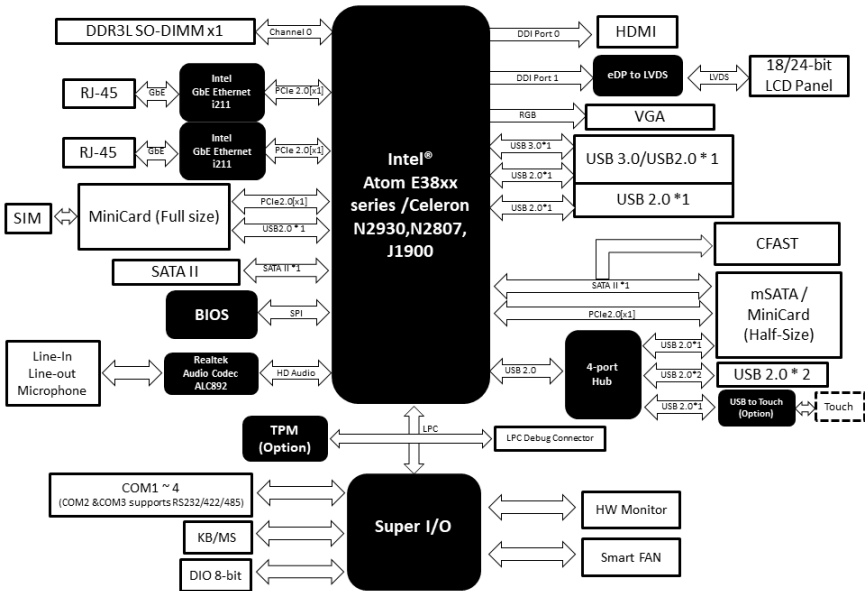 DDR3L SO-DIMM x1
Channel 0
RJ-45
GbE
Intel
GbE Ethernet
i211
PCIe 2.0[x1]
RJ-45
GbE
Intel
GbE Ethernet
i211
PCIe 2.0[x1]
SIM
MiniCard (Full size)
PCIe2.0[x1]
USB2.0 * 1
SATA II
SATA II *1
BIOS
SPI
Line-In
Line-out
Microphone
Realtek
Audio Codec
ALC892
HD Audio
Intel®
Atom E38xx
series /Celeron
N2930,N2807,
J1900
DDI Port 0
HDMI
DDI Port 1
eDP to LVDS
LVDS
18/24-bit
LCD Panel
RGB
VGA
USB 3.0*1
USB 2.0*1
USB 3.0/USB2.0 * 1
USB 2.0*1
USB 2.0 *1
CFAST
SATA II *1
PCIe2.0[x1]
mSATA /
MiniCard
(Half-Size)
USB 2.0
4-port
Hub
USB 2.0*1
USB 2.0*2
USB 2.0 * 2
USB 2.0*1
USB to Touch
(Option)
Touch
TPM
(Option)
LPC
LPC Debug Connector
COM1 ~ 4
(COM2 &COM3 supports RS232/422/485)
KB/MS
DIO 8-bit
Super I/O
HW Monitor
Smart FAN